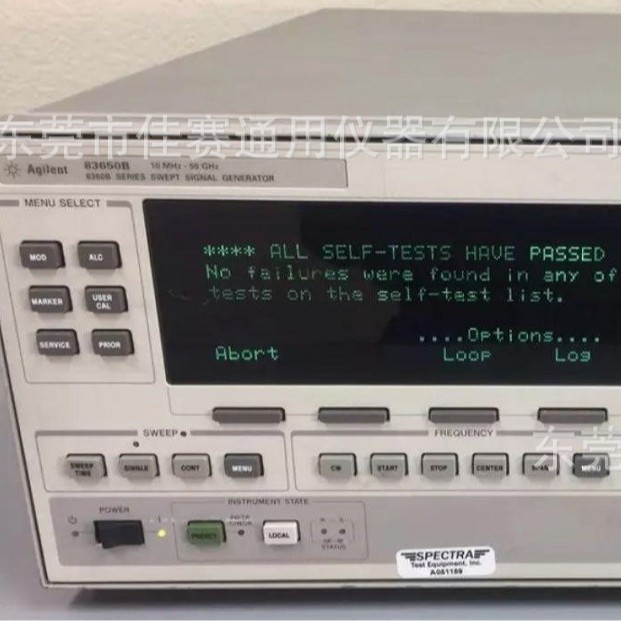 东莞市佳赛通用仪器有限公司
Agilent 83650B 10 MHz - 50 GHz
8360B SERIES SWEPT SIGNAL GENERATOR
MENU SELECT
MOD ALC
MARKER USER CAL
SERVICE PRIOR
**** ALL SELF-TESTS HAVE PASSED
No failures were found in any of
tests on the self-test list.
....Options....
Abort Loop Log
SWEEP
FREQUENCY
SWEEP TIME SINGLE CONT MENU
CW START STOP CENTER SPAN MENU
东莞
POWER
INSTRUMENT STATE
PRESET LOCAL
STATUS
SPECTRA
Test Equipment, Inc.
A051159